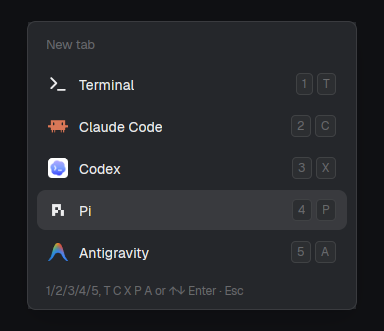 New tab
Terminal 1 T
Claude Code 2 C
Codex 3 X
Pi 4 P
Antigravity 5 A
1/2/3/4/5, T C X P A or ↑↓ Enter · Esc